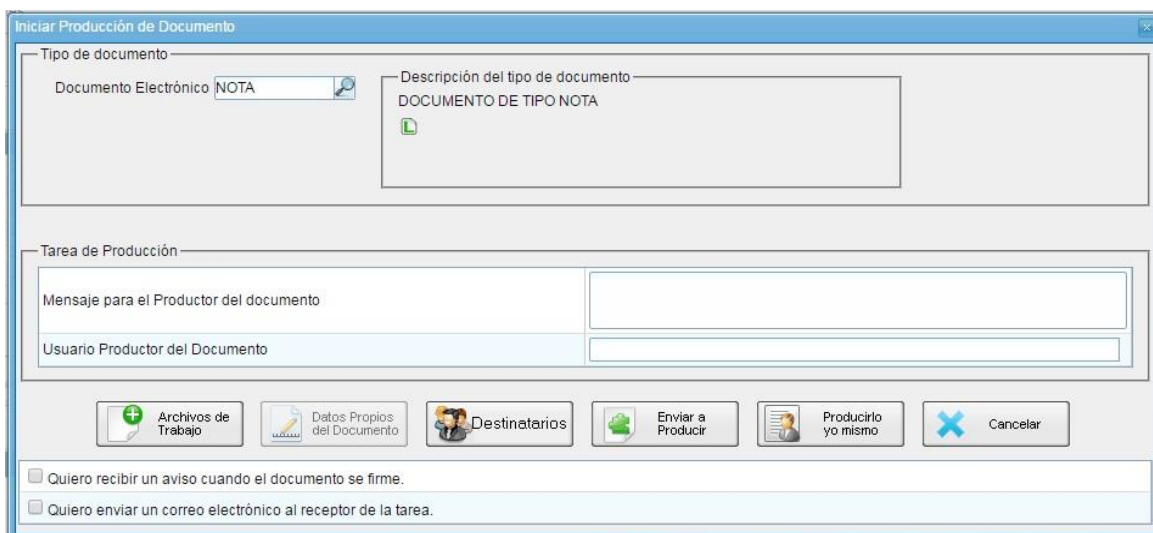 Iniciar Producción de Documento
Tipo de documento
Documento Electrónico NOTA
Descripción del tipo de documento
DOCUMENTO DE TIPO NOTA
L
Tarea de Producción
Mensaje para el Productor del documento
Usuario Productor del Documento
Archivos de
Trabajo
Datos Propios
del Documento
Destinatarios
Enviar a
Producir
Producirlo
yo mismo
Cancelar
Quiero recibir un aviso cuando el documento se firme.
Quiero enviar un correo electrónico al receptor de la tarea.